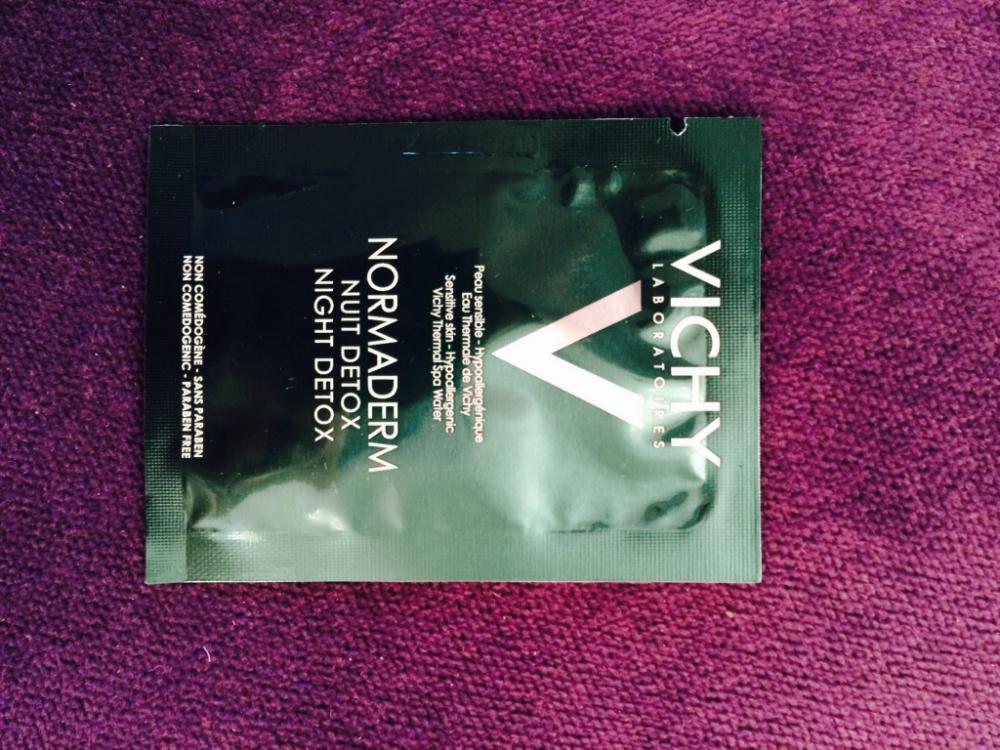 VICHY
LABORATOIRES
V
Peau sensible - Hypoallergénique
Eau Thermale de Vichy
Sensitive skin - Hypoallergenic
Vichy Thermal Spa Water
NORMADERM
NUIT DETOX
NIGHT DETOX
NON COMÉDOGÈNE - SANS PARABEN
NON COMEDOGENIC - PARABEN FREE